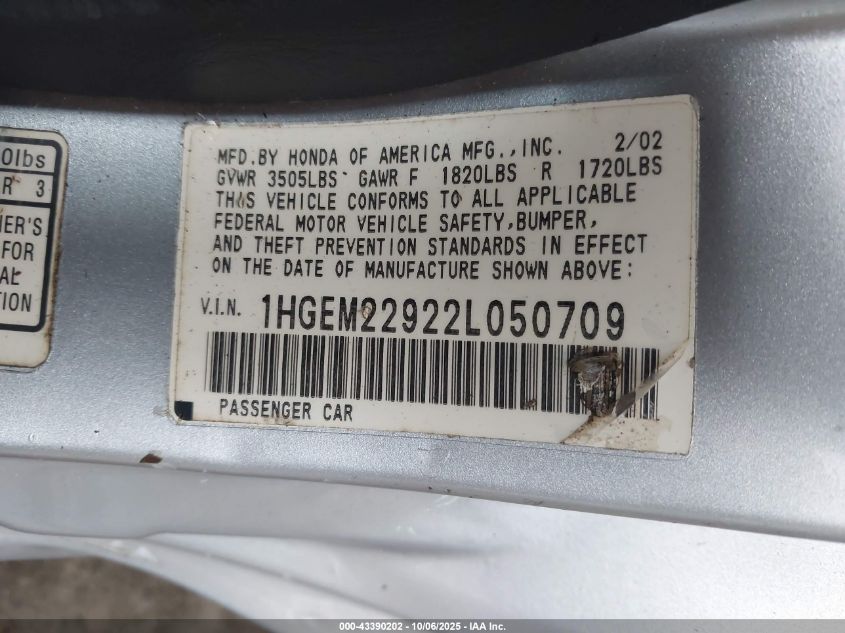 0lbs
R 3
ER'S
FOR
AL
TION
MFD.BY HONDA OF AMERICA MFG.,INC. 2/02
GVWR 3505LBS GAWR F 1820LBS R 1720LBS
THIS VEHICLE CONFORMS TO ALL APPLICABLE
FEDERAL MOTOR VEHICLE SAFETY,BUMPER,
AND THEFT PREVENTION STANDARDS IN EFFECT
ON THE DATE OF MANUFACTURE SHOWN ABOVE:
V.I.N. 1HGEM22922L050709
PASSENGER CAR
000-43390202 - 10/06/2025 - IAA Inc.